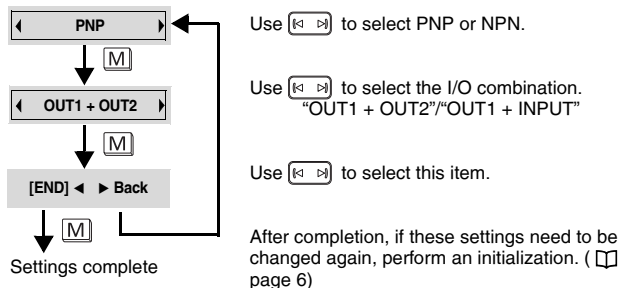 PNP
Use to select PNP or NPN.
M
Use to select the I/O combination.
OUT1 + OUT2
"OUT1 + OUT2"/"OUT1 + INPUT"
M
[END] ◀ ▶ Back
Use to select this item.
M
Settings complete
After completion, if these settings need to be
changed again, perform an initialization. (
page 6)